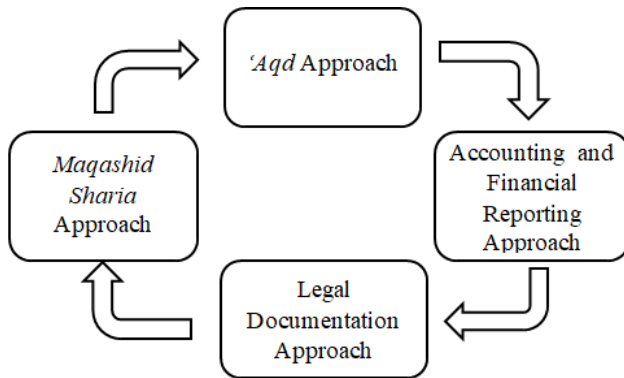 ‘Aqd Approach
Accounting and
Financial
Reporting
Approach
Maqashid
Sharia
Approach
Legal
Documentation
Approach